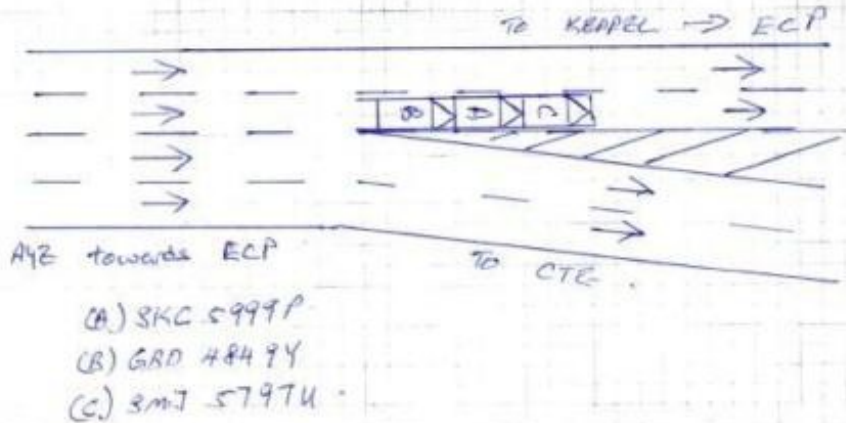 TO KEPPEL → ECP
B A C
AYE towards ECP
TO CTE
(A) SKC 5999P
(B) GBD 4849Y
(C) SMJ 5797U